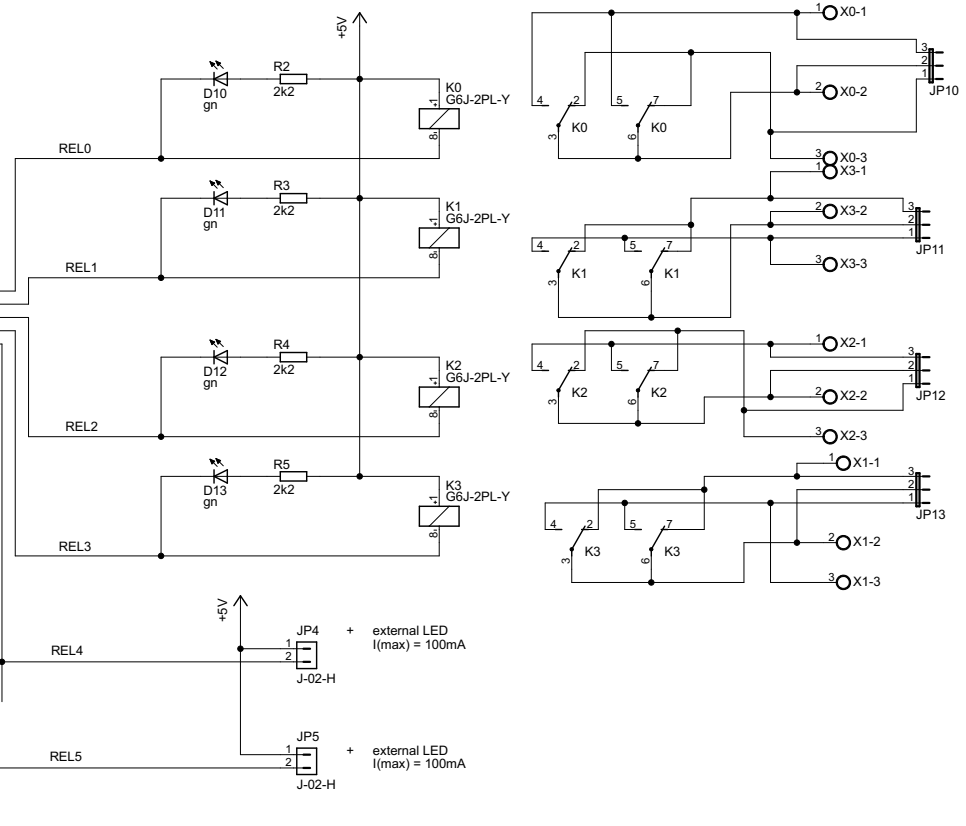 +5V
R2
2k2
D10
gn
K0
G6J-2PL-Y
1
8
REL0
R3
2k2
D11
gn
K1
G6J-2PL-Y
1
8
REL1
R4
2k2
D12
gn
K2
G6J-2PL-Y
1
8
REL2
R5
2k2
D13
gn
K3
G6J-2PL-Y
1
8
REL3
+5V
JP4
1
2
J-02-H
REL4
+ external LED
I(max) = 100mA
JP5
1
2
J-02-H
REL5
+ external LED
I(max) = 100mA
1 X0-1
3
2
1
JP10
4 2 5 7
2 X0-2
3 K0 6 K0
3 X0-3
1 X3-1
2 X3-2
3
2
1
JP11
4 2 5 7
3 X3-3
3 K1 6 K1
1 X2-1
3
2
1
JP12
4 2 5 7
3 K2 6 K2
2 X2-2
3 X2-3
1 X1-1
3
2
1
JP13
4 2 5 7
3 K3 6 K3
2 X1-2
3 X1-3